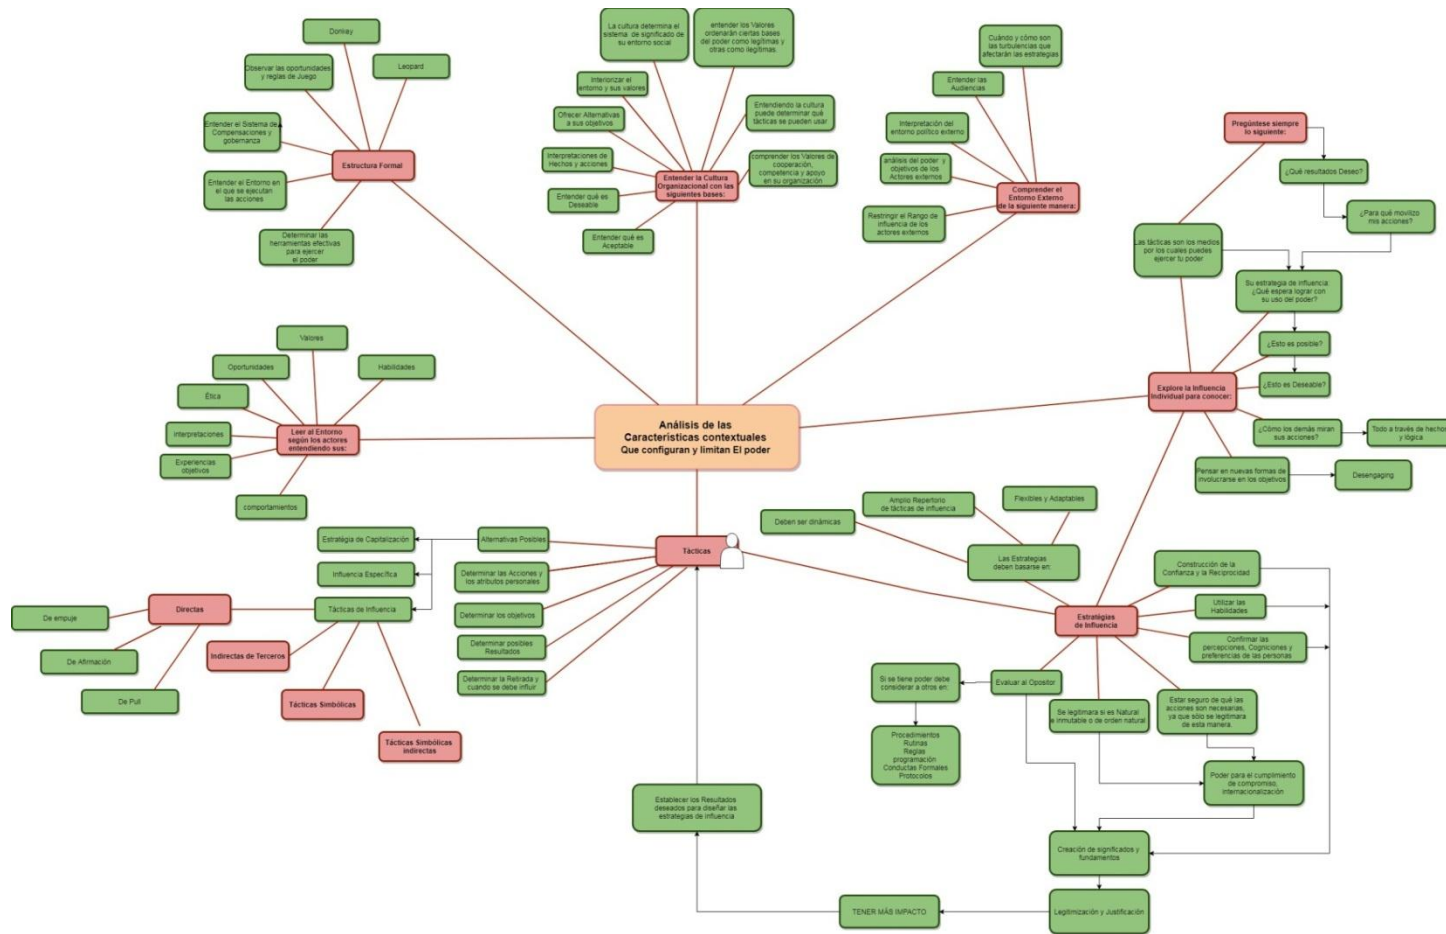 Donkey
Observar las oportunidades
y reglas de Juego
Leopard
Entender el Sistema de
Compensaciones y
gobernanza
Estructura Formal
Entender el Entorno en
el que se ejecutan
las acciones
Determinar las
herramientas efectivas
para ejercer
el poder
La cultura determina el
sistema de significado de
su entorno social
entender los Valores
ordenarán ciertas bases
del poder como legítimas y
otras como legítimas.
Interiorizar el
entorno y sus valores
Ofrecer Alternativas
a sus objetivos
Entendiendo la cultura
puede determinar qué
tácticas se pueden usar
Interpretaciones de
Hechos y acciones
Entender la Cultura
Organizacional con las
siguientes bases:
comprender los Valores de
cooperación,
competencia y apoyo
en su organización
Entender qué es
Deseable
Entender qué es
Aceptable
Cuándo y cómo son
las turbulencias que
afectarán las estrategias
Entender las
Audiencias
Interpretación del
entorno político externo
análisis del poder y
objetivos de los
Actores externos
Comprender el
Entorno Externo
de la siguiente manera:
Restringir el Rango de
influencia de los
actores externos
Pregúntese siempre
lo siguiente:
¿Qué resultados Deseo?
¿Para qué movilizo
mis acciones?
Las tácticas son los medios
por los cuales puedes
ejercer tu poder
Su estrategia de influencia:
¿Qué espera lograr con
su uso del poder?
¿Esto es posible?
¿Esto es Deseable?
Explore la Influencia
Individual para conocer:
¿Cómo los demás miran
sus acciones?
Todo a través de hechos
y lógica
Pensar en nuevas formas de
involucrarse en los objetivos
Desengaging
Valores
Oportunidades
Habilidades
Ética
interpretaciones
Leer al Entorno
según los actores
entendiendo sus:
Experiencias
objetivos
comportamientos
Análisis de las
Características contextuales
Que configuran y limitan El poder
Estratégia de Capitalización
Alternativas Posibles
Tácticas
Influencia Específica
Determinar las Acciones y
los atributos personales
Directas
Tácticas de Influencia
Determinar los objetivos
De empuje
De Afirmación
De Pull
Indirectas de Terceros
Tácticas Simbólicas
Tácticas Simbólicas
indirectas
Determinar posibles
Resultados
Determinar la Retirada y
cuando se debe influir
Deben ser dinámicas
Amplio Repertorio
de tácticas de influencia
Flexibles y Adaptables
Las Estrategias
deben basarse en:
Construcción de la
Confianza y la Reciprocidad
Utilizar las
Habilidades
Estratégias
de Influencia
Confirmar las
percepciones, Cogniciones y
preferencias de las personas
Si se tiene poder debe
considerar a otros en:
Evaluar al Opositor
Se legitimara si es Natural
e inmutable o de orden natural
Estar seguro de qué las
acciones son necesarias,
ya que sólo se legitimara
de esta manera.
Procedimientos
Rutinas
Reglas
programación
Conductas Formales
Protocolos
Poder para el cumplimiento
de compromiso,
internacionalización
Establecer los Resultados
deseados para diseñar las
estrategias de influencia
Creación de significados y
fundamentos
Legitimización y Justificación
TENER MÁS IMPACTO